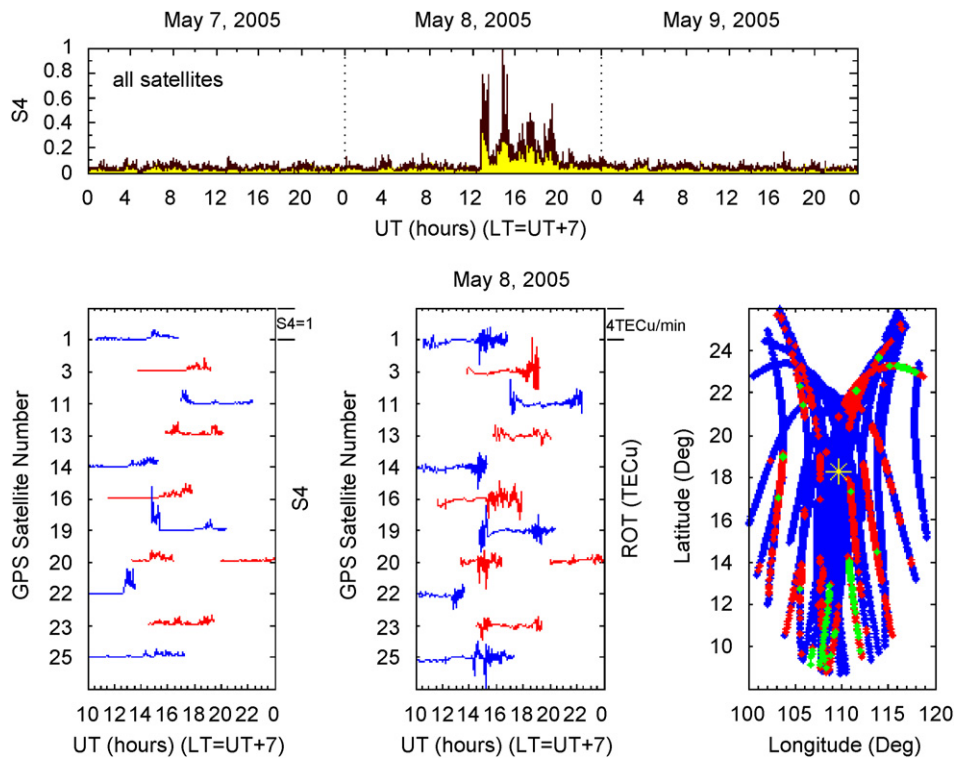 May 7, 2005 May 8, 2005 May 9, 2005
1
0.8
0.6
0.4
0.2
0
S4
all satellites
0 4 8 12 16 20 0 4 8 12 16 20 0 4 8 12 16 20 0
UT (hours) (LT=UT+7)
May 8, 2005
GPS Satellite Number
1
3
11
13
14
16
19
20
22
23
25
S4=1
S4
10 12 14 16 18 20 22 0
UT (hours) (LT=UT+7)
GPS Satellite Number
1
3
11
13
14
16
19
20
22
23
25
4TECu/min
ROT (TECu)
10 12 14 16 18 20 22 0
UT (hours) (LT=UT+7)
Latitude (Deg)
24
22
20
18
16
14
12
10
100 105 110 115 120
Longitude (Deg)